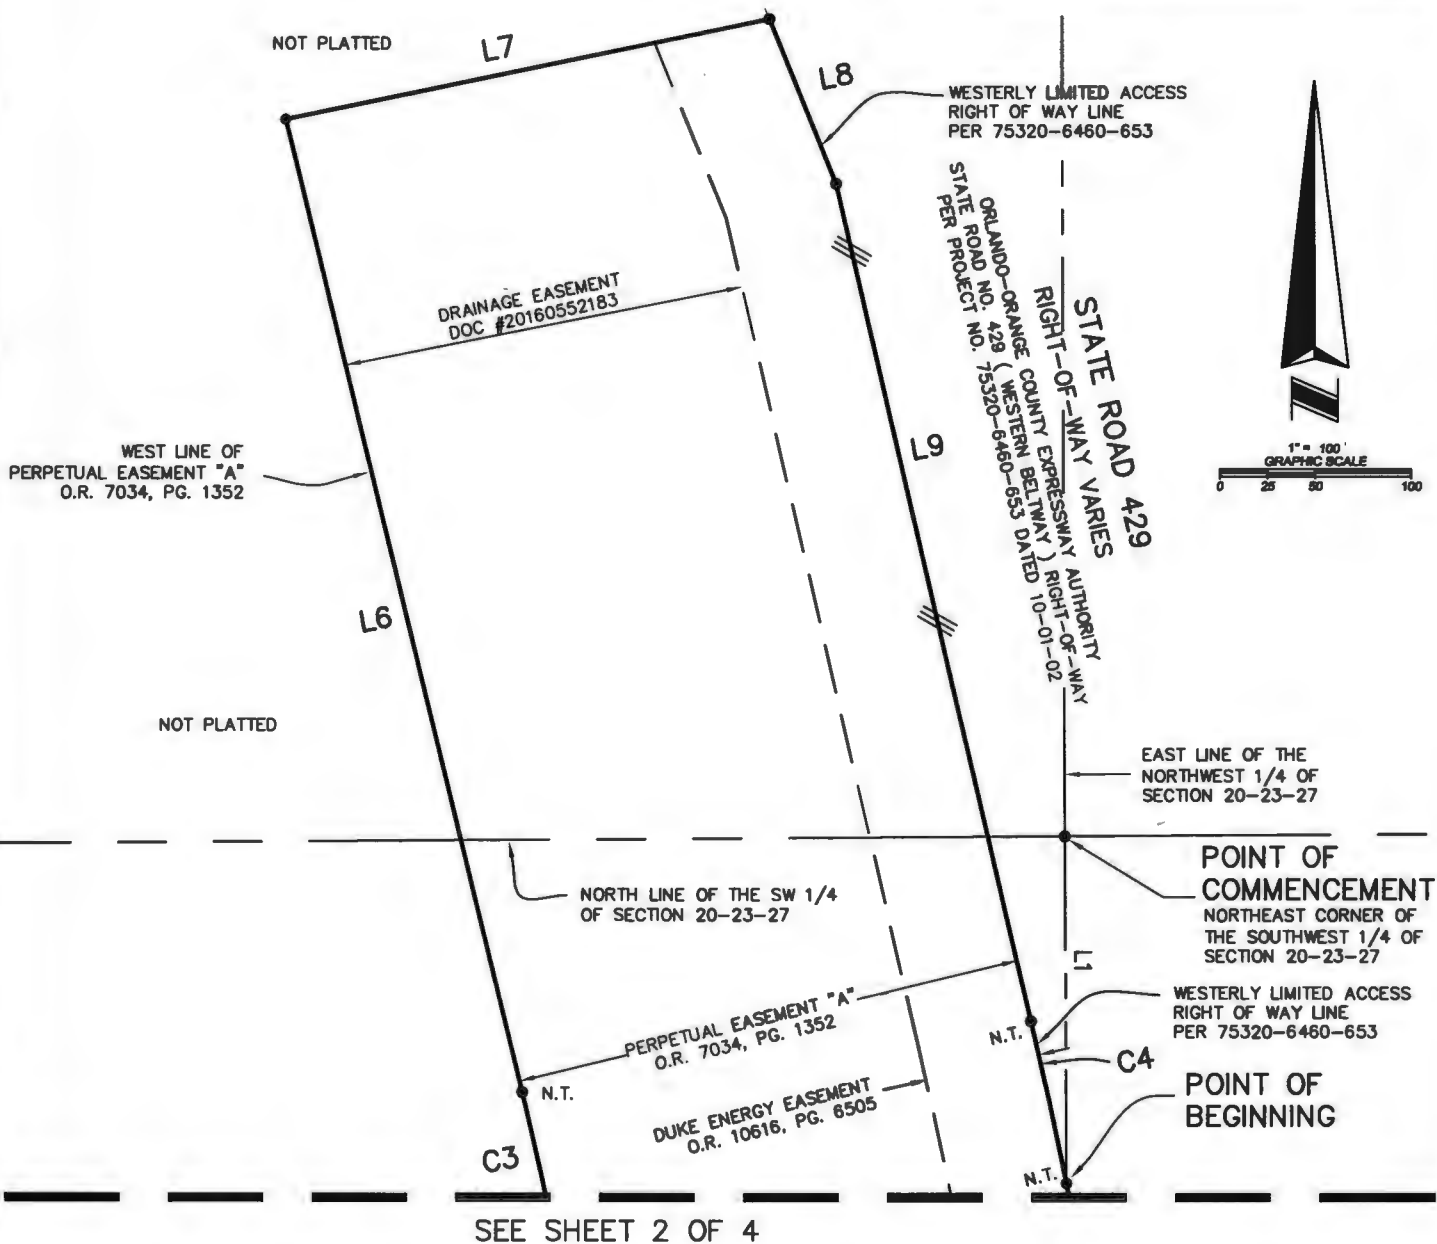 NOT PLATTED
L7
L8
WESTERLY LIMITED ACCESS
RIGHT OF WAY LINE
PER 75320-6460-653
STATE ROAD 429
RIGHT-OF-WAY VARIES
ORLANDO-ORANGE COUNTY EXPRESSWAY AUTHORITY
STATE ROAD NO. 429 ( WESTERN BELTWAY ) RIGHT-OF-WAY
PER PROJECT NO. 75320-6460-653 DATED 10-01-02
N
1" = 100'
GRAPHIC SCALE
0 25 50 100
DRAINAGE EASEMENT
DOC #20160552183
WEST LINE OF
PERPETUAL EASEMENT "A"
O.R. 7034, PG. 1352
L9
L6
NOT PLATTED
EAST LINE OF THE
NORTHWEST 1/4 OF
SECTION 20-23-27
POINT OF
COMMENCEMENT
NORTHEAST CORNER OF
THE SOUTHWEST 1/4 OF
SECTION 20-23-27
NORTH LINE OF THE SW 1/4
OF SECTION 20-23-27
L1
WESTERLY LIMITED ACCESS
RIGHT OF WAY LINE
PER 75320-6460-653
PERPETUAL EASEMENT "A"
O.R. 7034, PG. 1352
N.T.
C4
N.T.
DUKE ENERGY EASEMENT
O.R. 10616, PG. 6505
POINT OF
BEGINNING
C3
N.T.
SEE SHEET 2 OF 4